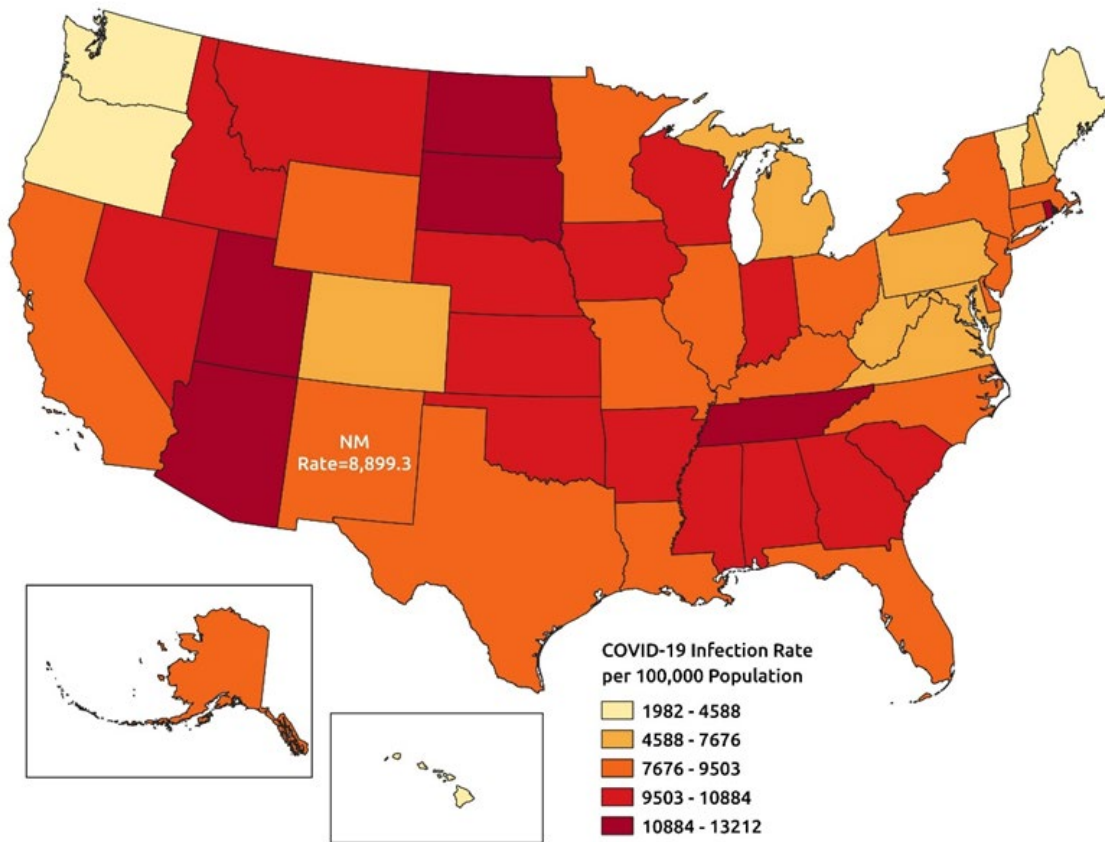 NM
Rate=8,899.3
COVID-19 Infection Rate
per 100,000 Population
1982 - 4588
4588 - 7676
7676 - 9503
9503 - 10884
10884 - 13212